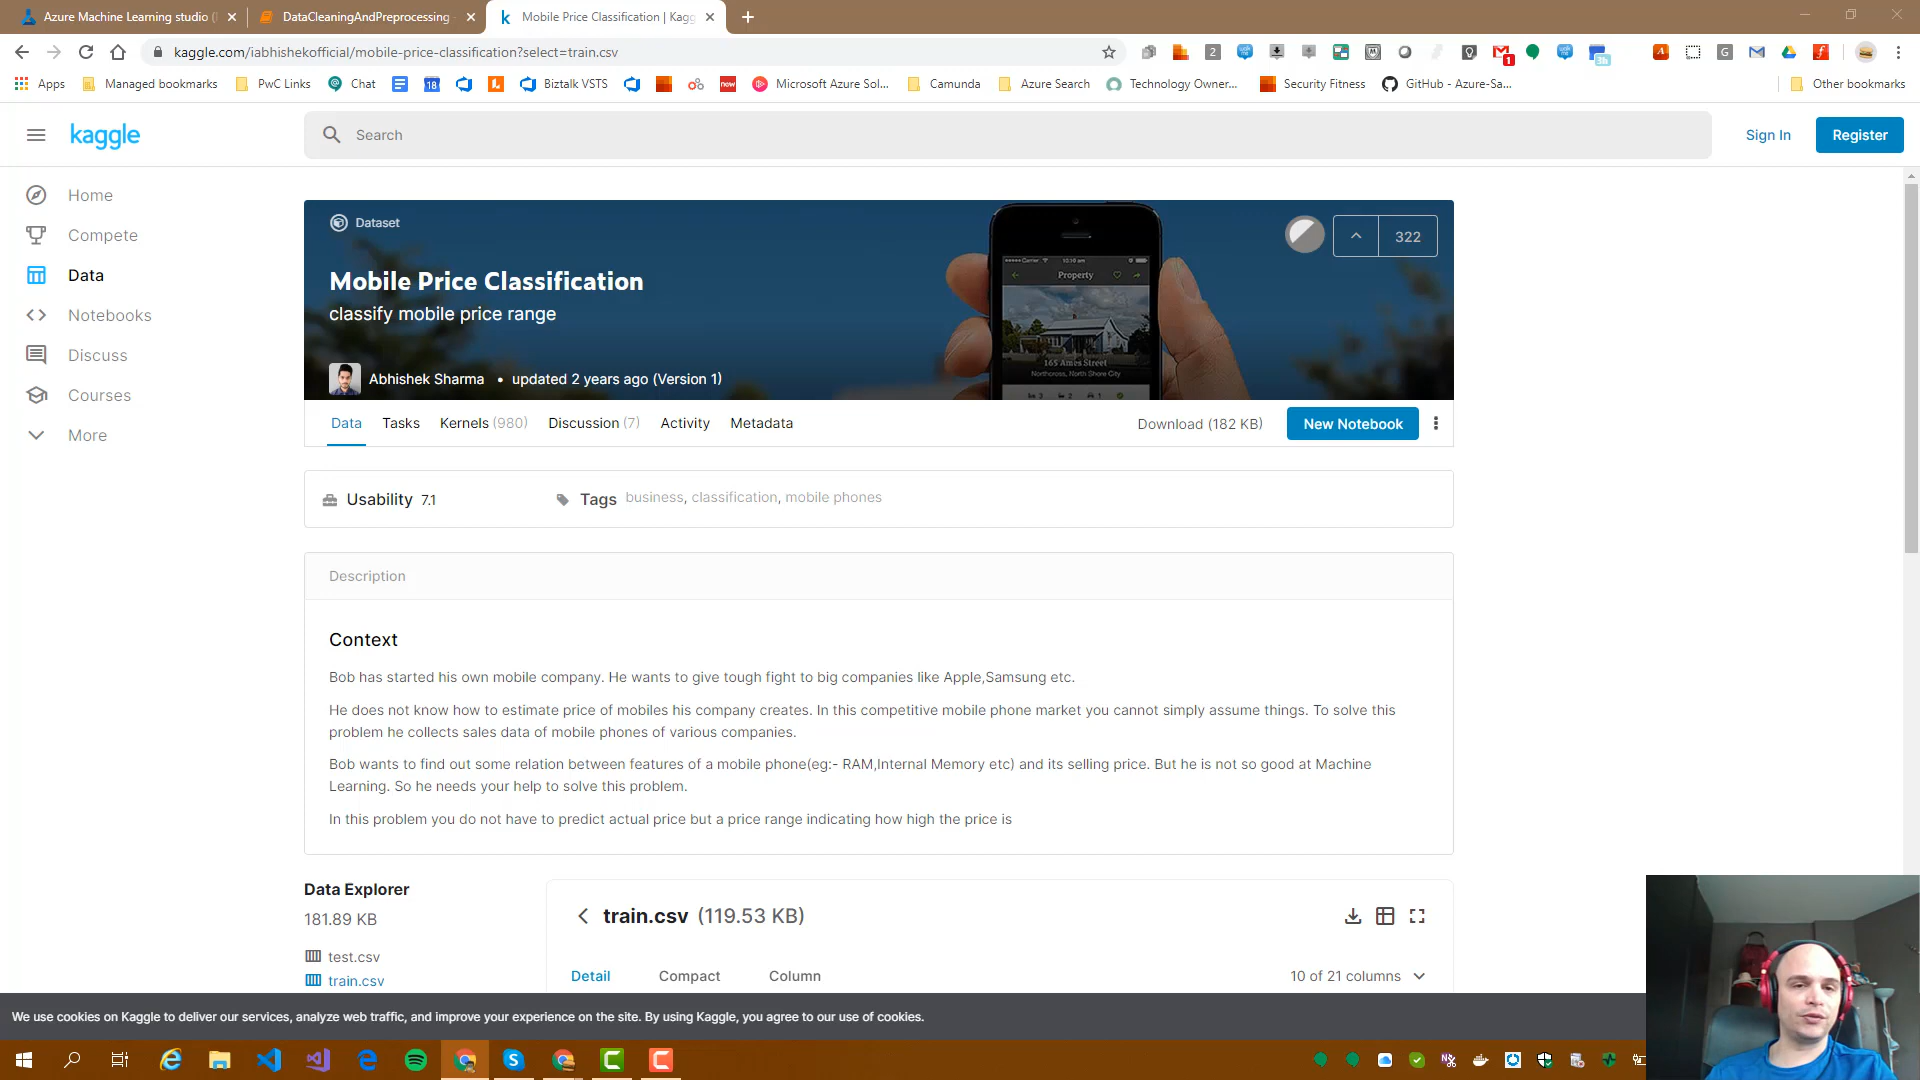 Azure Machine Learning studio (
DataCleaningAndPreprocessing
Mobile Price Classification | Kagg
kaggle.com/iabhishekofficial/mobile-price-classification?select=train.csv
Apps
Managed bookmarks
PwC Links
Chat
18
Biztalk VSTS
now
Microsoft Azure Sol...
Camunda
Azure Search
Technology Owner...
Security Fitness
GitHub - Azure-Sa...
Other bookmarks
kaggle
Search
Sign In
Register
Home
Compete
Data
Notebooks
Discuss
Courses
More
Dataset
322
Mobile Price Classification
classify mobile price range
Abhishek Sharma • updated 2 years ago (Version 1)
Property
165 Ames Street
Northcross, North Shore City
Data
Tasks
Kernels (980)
Discussion (7)
Activity
Metadata
Download (182 KB)
New Notebook
Usability 7.1
Tags business, classification, mobile phones
Description
Context
Bob has started his own mobile company. He wants to give tough fight to big companies like Apple,Samsung etc.
He does not know how to estimate price of mobiles his company creates. In this competitive mobile phone market you cannot simply assume things. To solve this
problem he collects sales data of mobile phones of various companies.
Bob wants to find out some relation between features of a mobile phone(eg:- RAM,Internal Memory etc) and its selling price. But he is not so good at Machine
Learning. So he needs your help to solve this problem.
In this problem you do not have to predict actual price but a price range indicating how high the price is
Data Explorer
181.89 KB
test.csv
train.csv
train.csv (119.53 KB)
Detail
Compact
Column
10 of 21 columns
We use cookies on Kaggle to deliver our services, analyze web traffic, and improve your experience on the site. By using Kaggle, you agree to our use of cookies.